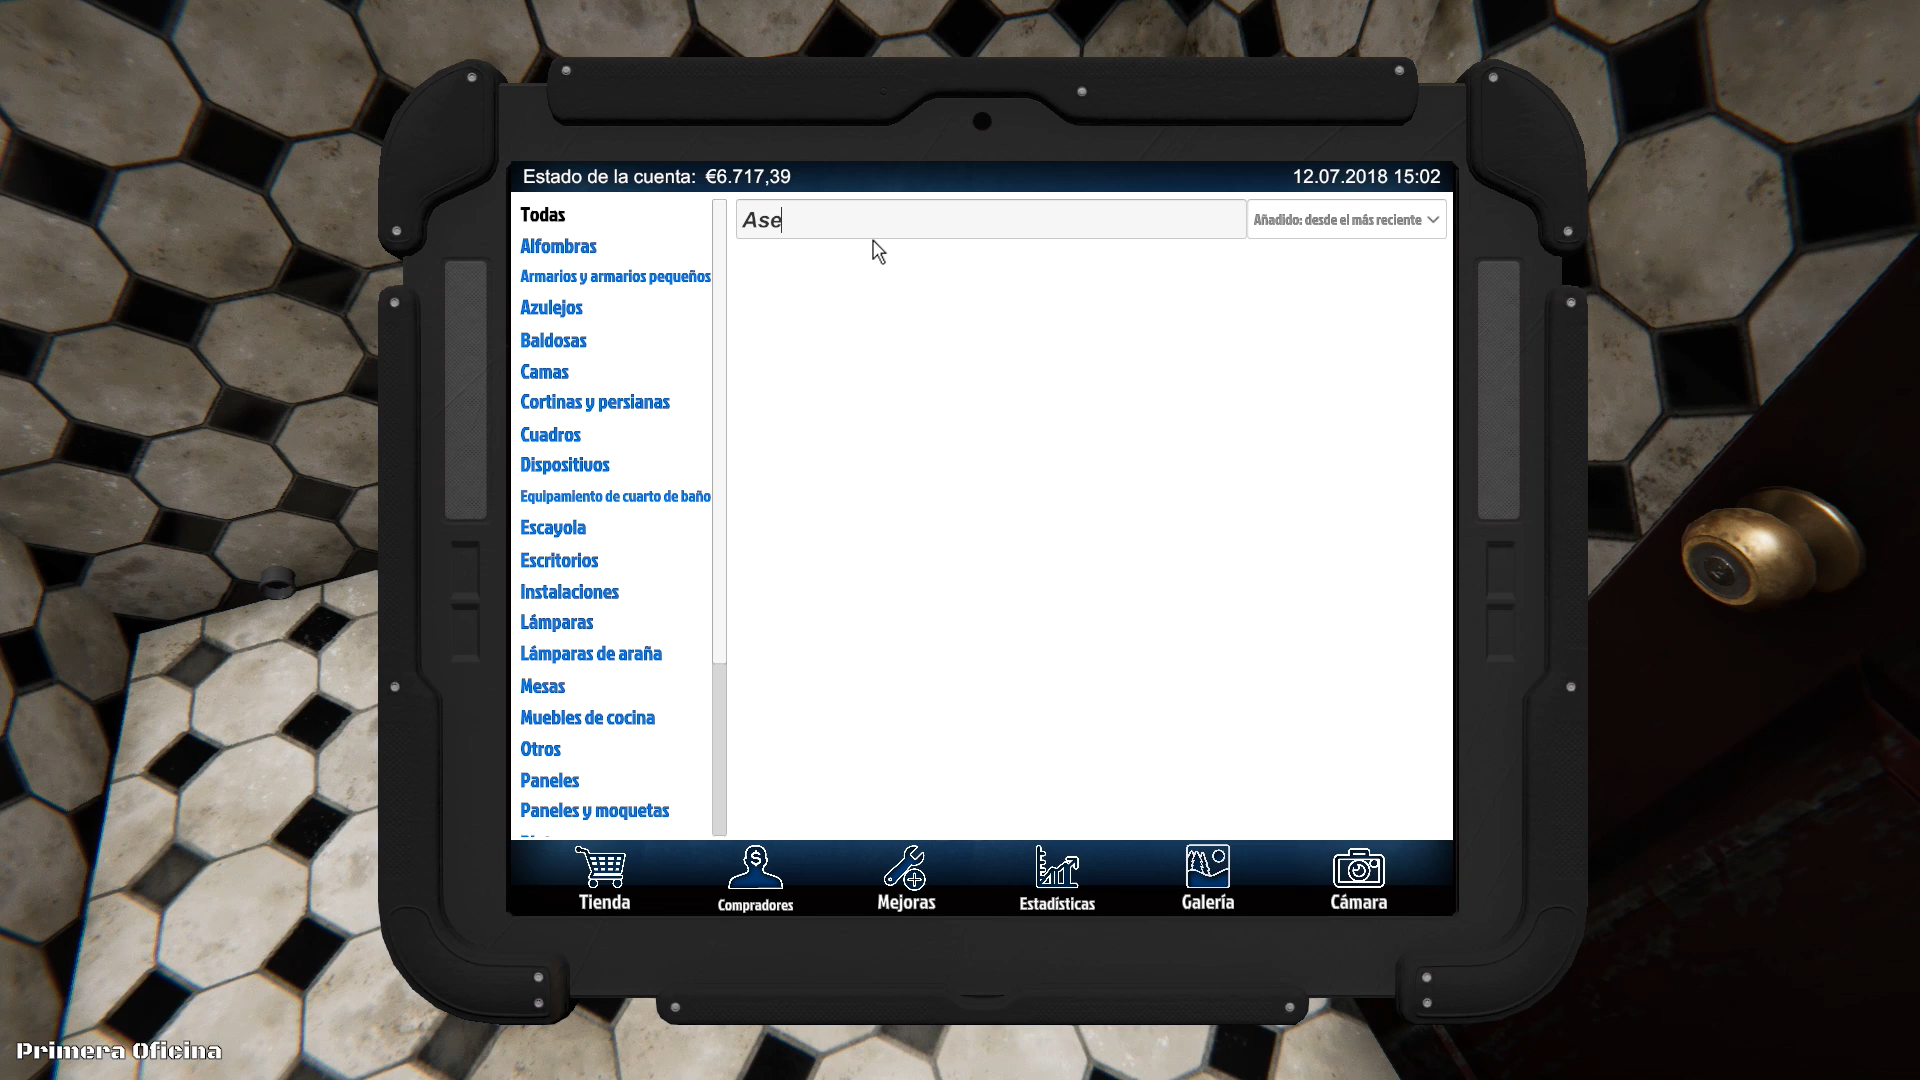 Estado de la cuenta: €6.717,39
12.07.2018 15:02
Todas
Alfombras
Armarios y armarios pequeños
Azulejos
Baldosas
Camas
Cortinas y persianas
Cuadros
Dispositivos
Equipamiento de cuarto de baño
Escayola
Escritorios
Instalaciones
Lámparas
Lámparas de araña
Mesas
Muebles de cocina
Otros
Paneles
Paneles y moquetas
Ase
Añadido: desde el más reciente
Tienda
Compradores
Mejoras
Estadísticas
Galería
Cámara
Primera Oficina